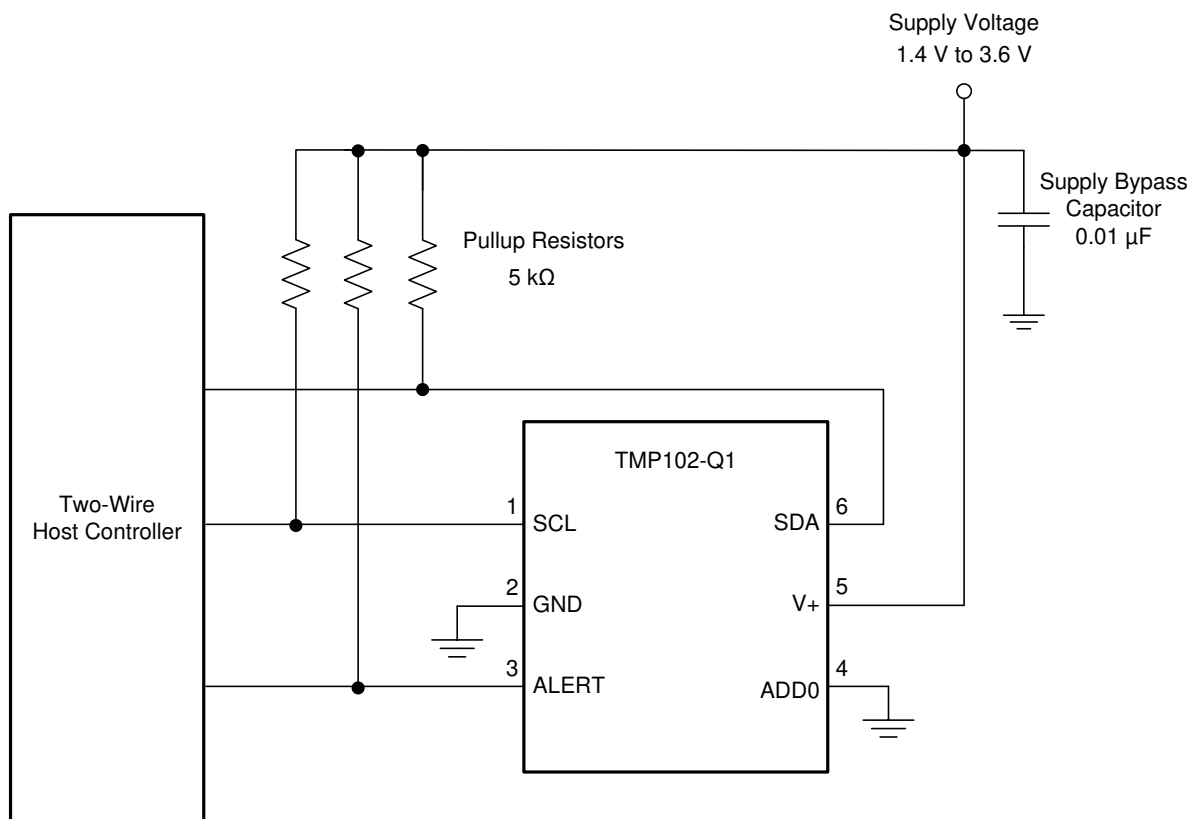 Supply Voltage
1.4 V to 3.6 V
Supply Bypass
Capacitor
0.01 µF
Pullup Resistors
5 kΩ
Two-Wire
Host Controller
TMP102-Q1
1
SCL
2
GND
3
ALERT
6
SDA
5
V+
4
ADD0